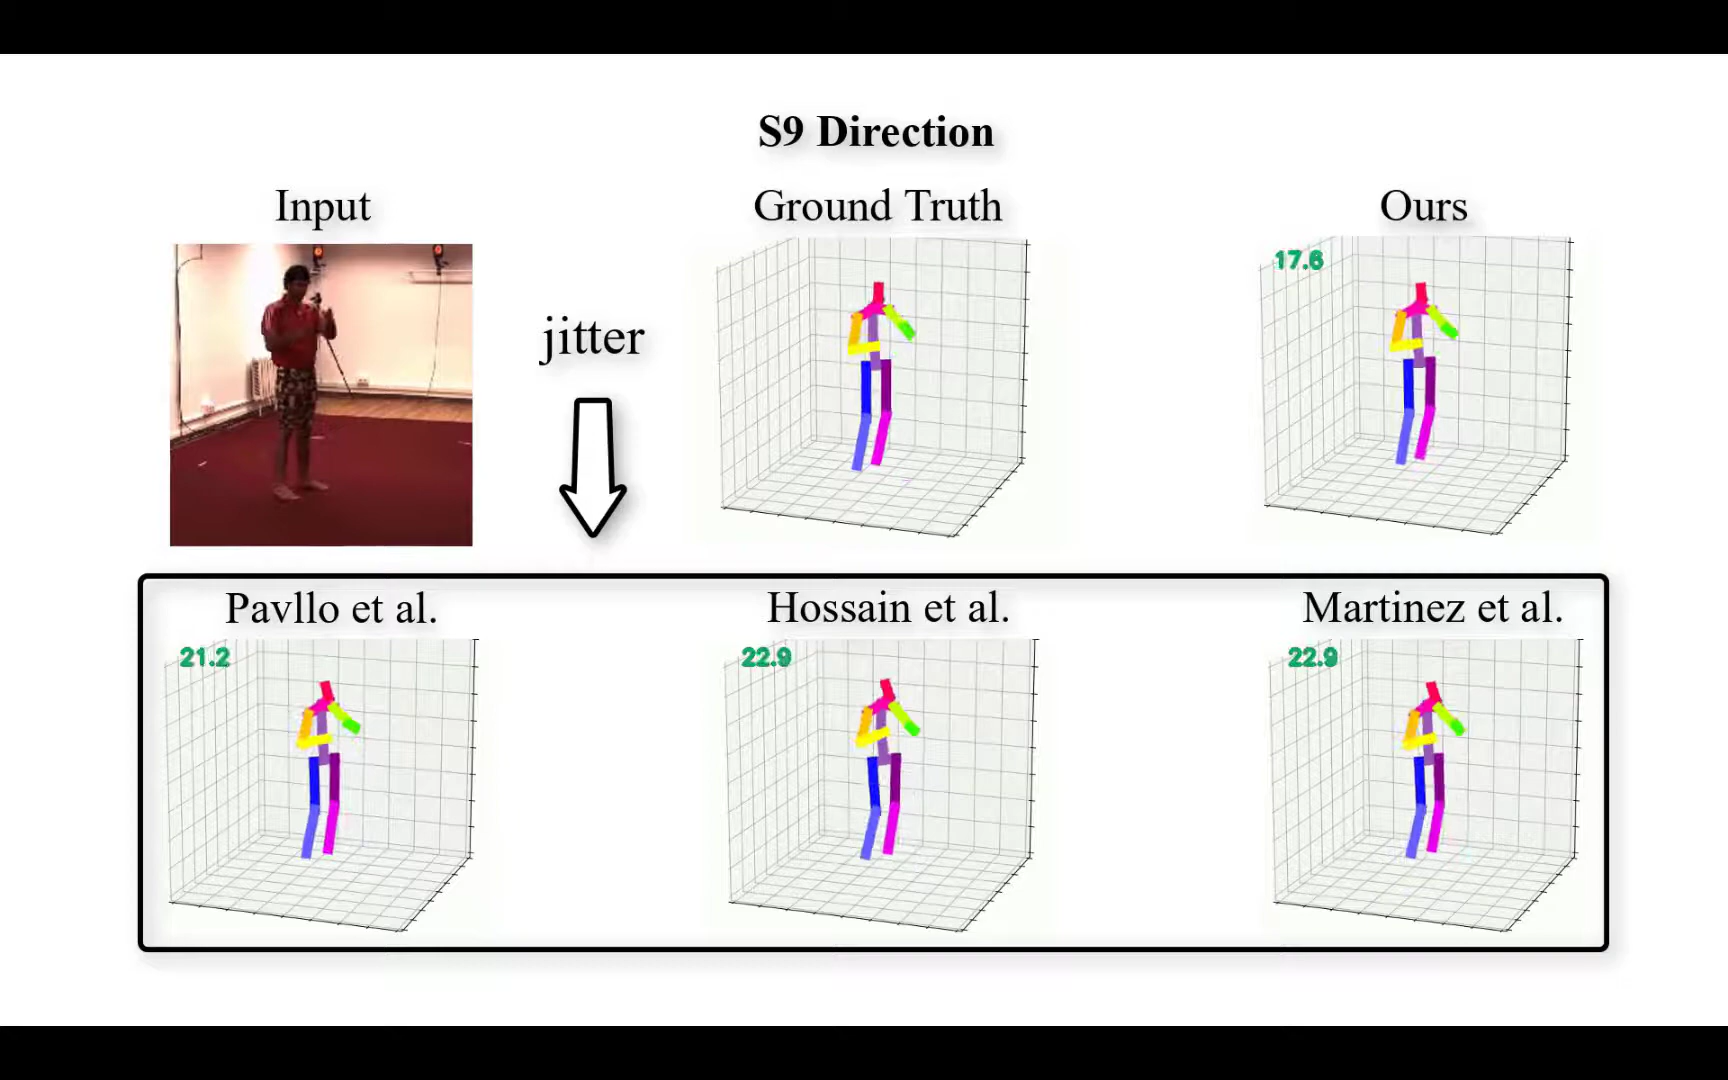 S9 Direction
Input
Ground Truth
Ours
17.6
jitter
Pavllo et al.
Hossain et al.
Martinez et al.
21.2
22.9
22.9